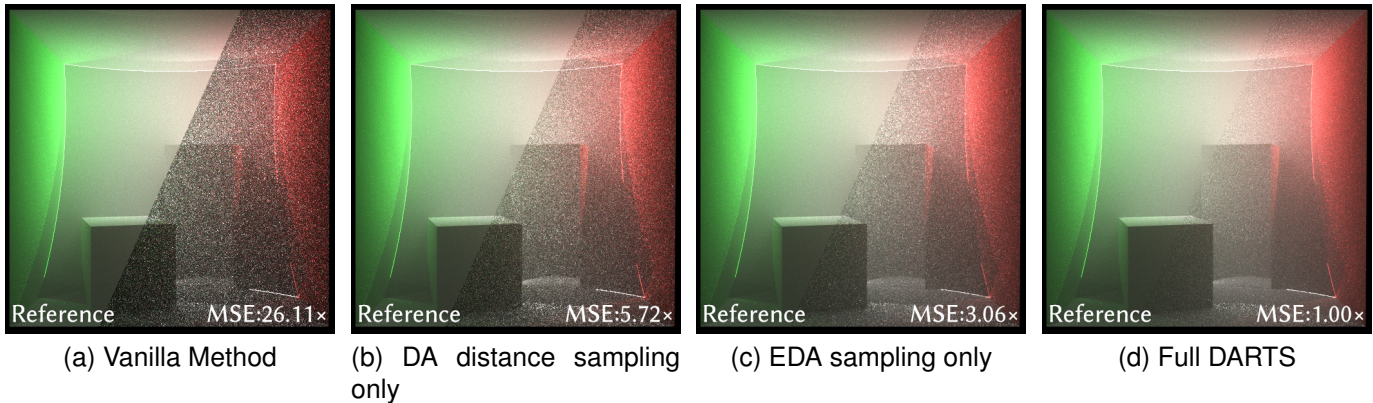 Reference MSE:26.11×
Reference MSE:5.72×
Reference MSE:3.06×
Reference MSE:1.00×
(a) Vanilla Method
(b) DA distance sampling
only
(c) EDA sampling only
(d) Full DARTS